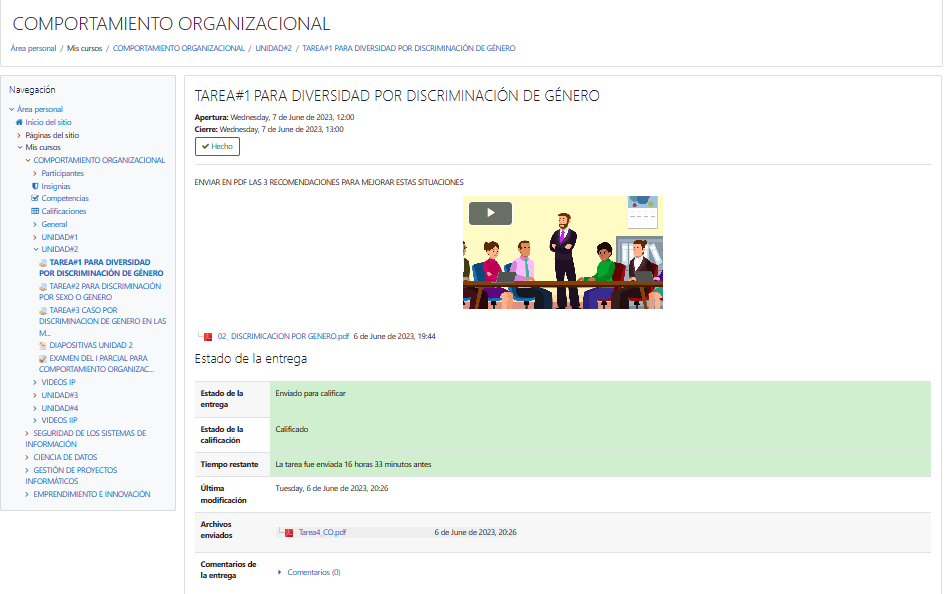 COMPORTAMIENTO ORGANIZACIONAL
Área personal / Mis cursos / COMPORTAMIENTO ORGANIZACIONAL / UNIDAD#2 / TAREA#1 PARA DIVERSIDAD POR DISCRIMINACIÓN DE GÉNERO
Navegación
Área personal
Inicio del sitio
Páginas del sitio
Mis cursos
COMPORTAMIENTO ORGANIZACIONAL
Participantes
Insignias
Competencias
Calificaciones
General
UNIDAD#1
UNIDAD#2
TAREA#1 PARA DIVERSIDAD
POR DISCRIMINACIÓN DE GÉNERO
TAREA#2 PARA DISCRIMINACIÓN
POR SEXO O GENERO
TAREA#3 CASO POR
DISCRIMINACION DE GENERO EN LAS
M...
DIAPOSITIVAS UNIDAD 2
EXAMEN DEL I PARCIAL PARA
COMPORTAMIENTO ORGANIZAC...
VIDEOS IP
UNIDAD#3
UNIDAD#4
VIDEOS IIP
SEGURIDAD DE LOS SISTEMAS DE
INFORMACIÓN
CIENCIA DE DATOS
GESTIÓN DE PROYECTOS
INFORMÁTICOS
EMPRENDIMIENTO E INNOVACIÓN
TAREA#1 PARA DIVERSIDAD POR DISCRIMINACIÓN DE GÉNERO
Apertura: Wednesday, 7 de June de 2023, 12:00
Cierre: Wednesday, 7 de June de 2023, 13:00
Hecho
ENVIAR EN PDF LAS 3 RECOMENDACIONES PARA MEJORAR ESTAS SITUACIONES
02_ DISCRIMICACION POR GENERO.pdf 6 de June de 2023, 19:44
Estado de la entrega
Estado de la
entrega
Enviado para calificar
Estado de la
calificación
Calificado
Tiempo restante
La tarea fue enviada 16 horas 33 minutos antes
Última
modificación
Tuesday, 6 de June de 2023, 20:26
Archivos
enviados
Tarea4_CO.pdf 6 de June de 2023, 20:26
Comentarios de
la entrega
Comentarios (0)